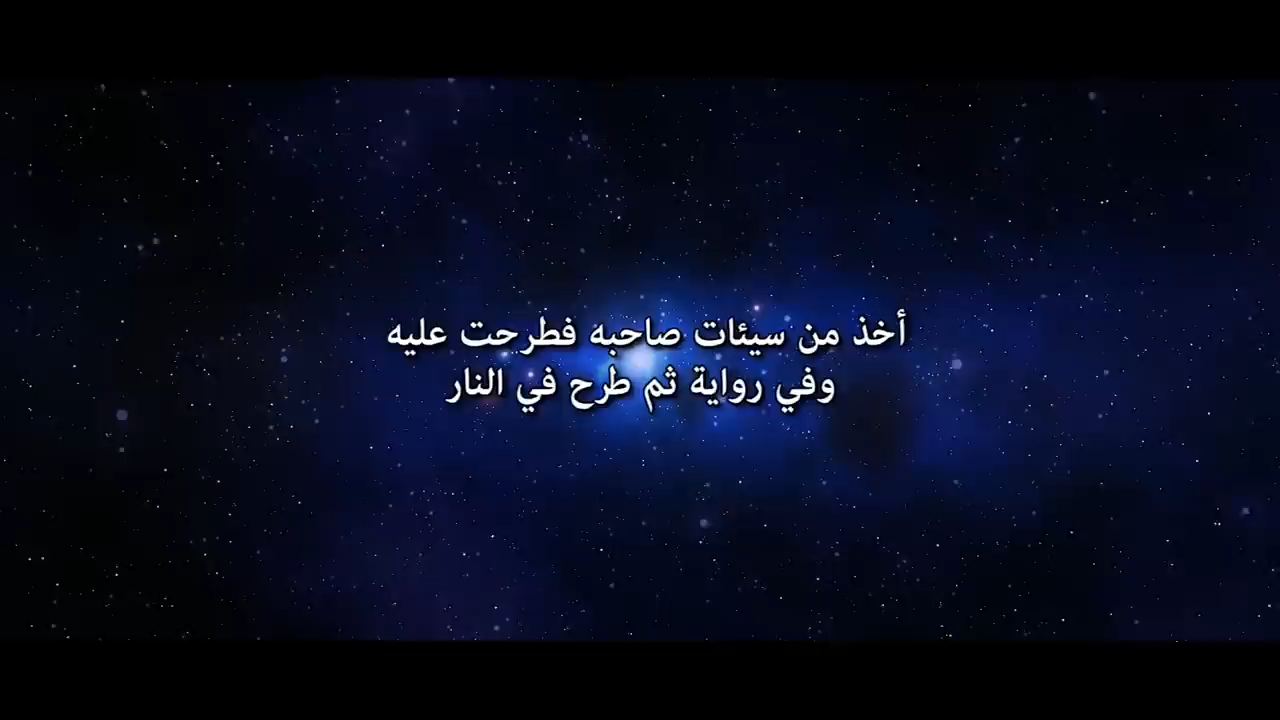 أخذ من سيئات صاحبه فطرحت عليه
وفي رواية ثم طرح في النار